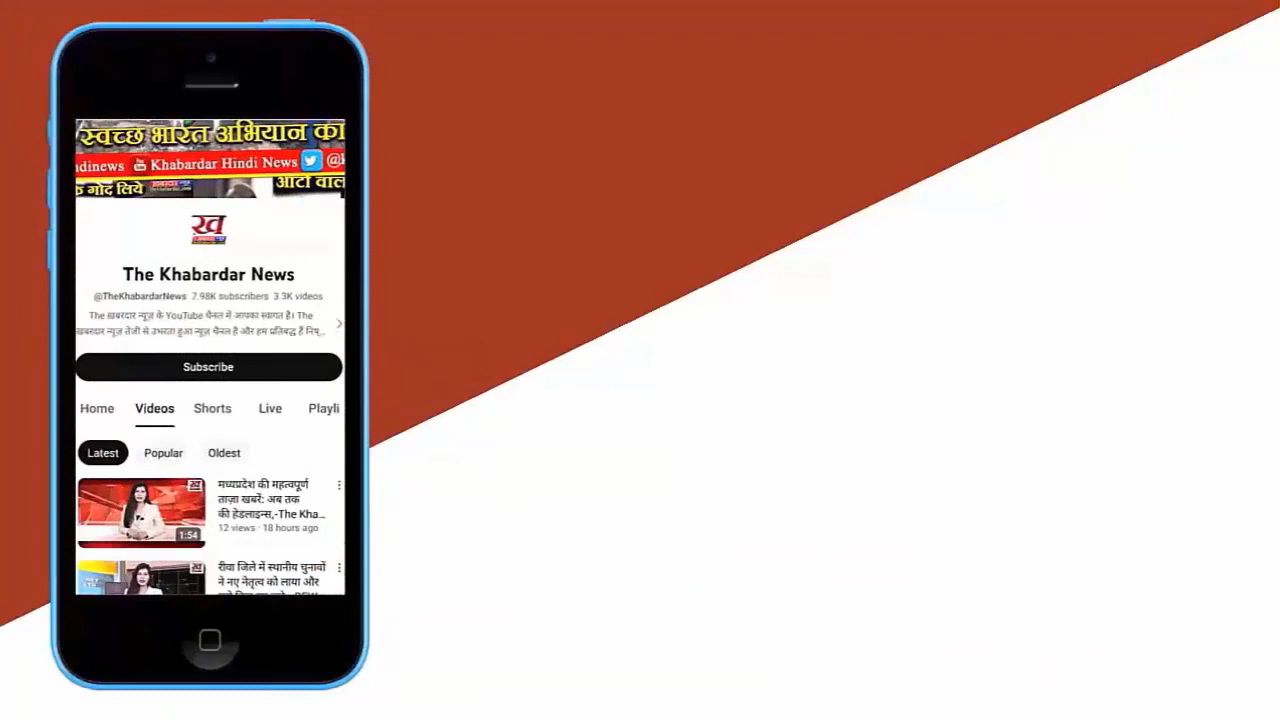 स्वच्छ भारत अभियान का
dinews Khabardar Hindi News @
गोद लिये
आटा वाल
ख
The Khabardar News
@TheKhabardarNews 7.98K subscribers 3.3K videos
The ख़बरदार न्यूज़ के YouTube चैनल में आपका स्वागत है। The
ख़बरदार न्यूज़ तेजी से उभरता हुआ न्यूज़ चैनल है और हम प्रतिबद्ध हैं निष्...
Subscribe
Home Videos Shorts Live Playli
Latest Popular Oldest
मध्यप्रदेश की महत्वपूर्ण
ताज़ा खबरें: अब तक
की हेडलाइन्स,-The Kha...
12 views · 18 hours ago
1:54
रीवा जिले में स्थानीय चुनावों
ने नए नेतृत्व को लाया और